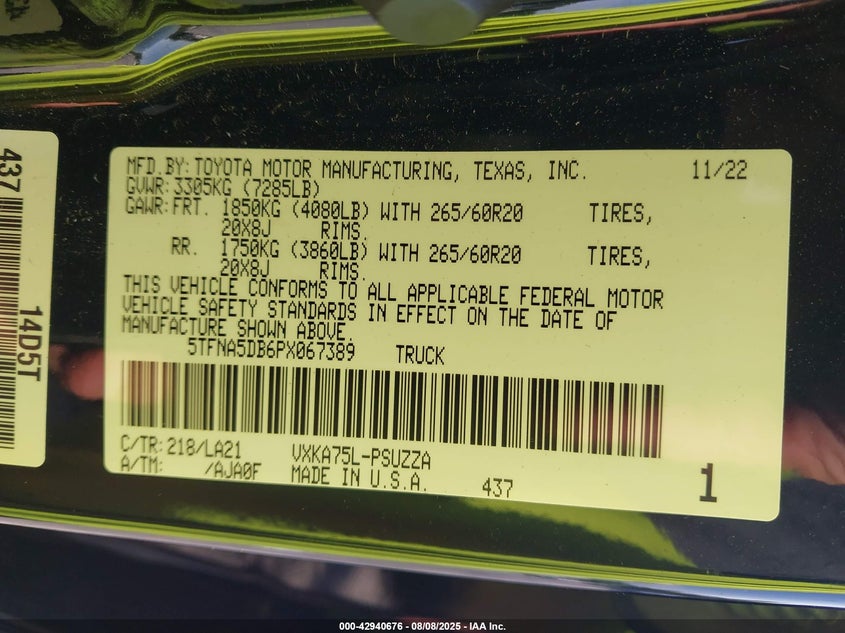 437
14D5T
MFD.BY:TOYOTA MOTOR MANUFACTURING, TEXAS, INC. 11/22
GVWR:3305KG (7285LB)
GAWR:FRT. 1850KG (4080LB) WITH 265/60R20 TIRES,
20X8J RIMS,
RR. 1750KG (3860LB) WITH 265/60R20 TIRES,
20X8J RIMS.
THIS VEHICLE CONFORMS TO ALL APPLICABLE FEDERAL MOTOR
VEHICLE SAFETY STANDARDS IN EFFECT ON THE DATE OF
MANUFACTURE SHOWN ABOVE.
5TFNA5DB6PX067389 TRUCK
C/TR:218/LA21 VXKA75L-PSUZZA
A/TM: /AJA0F MADE IN U.S.A. 437 1
000-42940676 - 08/08/2025 - IAA Inc.